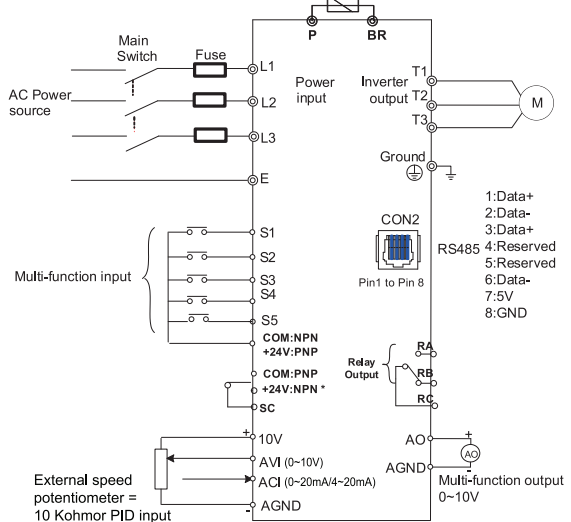 P
BR
Main
Switch
Fuse
L1
L2
L3
AC Power
source
Power
input
Inverter
output
T1
T2
T3
M
Ground
E
CON2
RS485
Pin1 to Pin 8
1:Data+
2:Data-
3:Data+
4:Reserved
5:Reserved
6:Data-
7:5V
8:GND
Multi-function input
S1
S2
S3
S4
S5
COM:NPN
+24V:PNP
COM:PNP
+24V:NPN *
SC
Relay
Output
RA
RB
RC
+
10V
AVI (0~10V)
ACI (0~20mA/4~20mA)
-
AGND
External speed
potentiometer =
10 Kohmor PID input
AO
+
AO
AGND
-
Multi-function output
0~10V